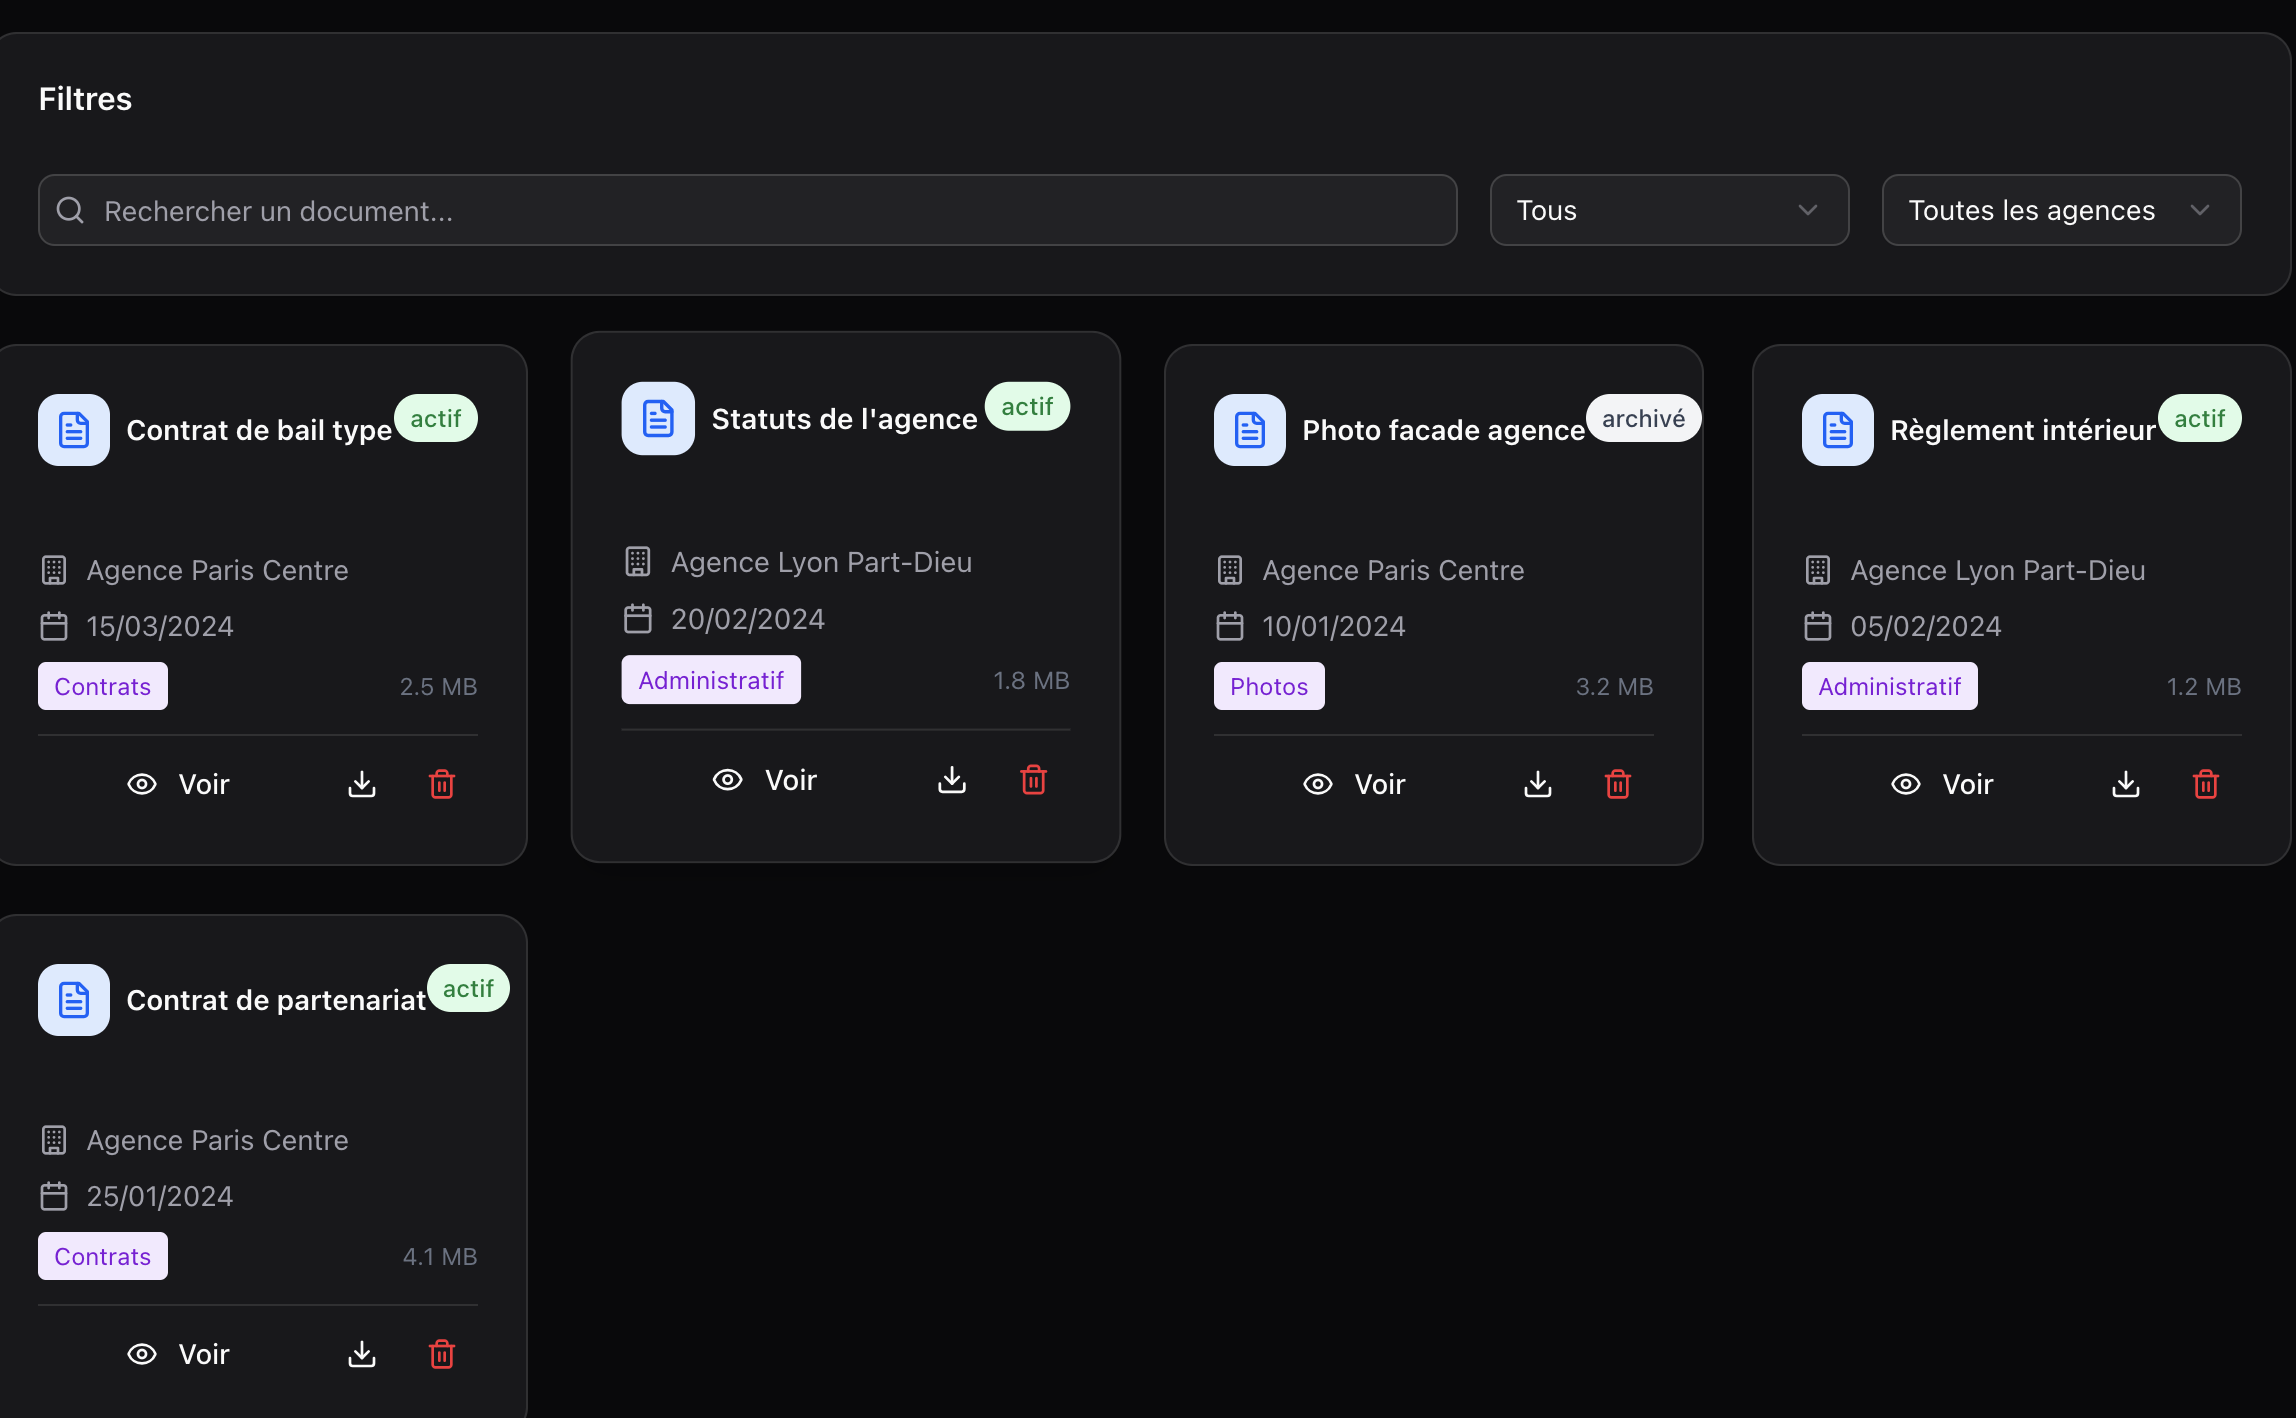 Filtres
Rechercher un document...
Tous
Toutes les agences
Contrat de bail type
actif
Agence Paris Centre
15/03/2024
Contrats
2.5 MB
Voir
Statuts de l'agence
actif
Agence Lyon Part-Dieu
20/02/2024
Administratif
1.8 MB
Voir
Photo facade agence
archivé
Agence Paris Centre
10/01/2024
Photos
3.2 MB
Voir
Règlement intérieur
actif
Agence Lyon Part-Dieu
05/02/2024
Administratif
1.2 MB
Voir
Contrat de partenariat
actif
Agence Paris Centre
25/01/2024
Contrats
4.1 MB
Voir